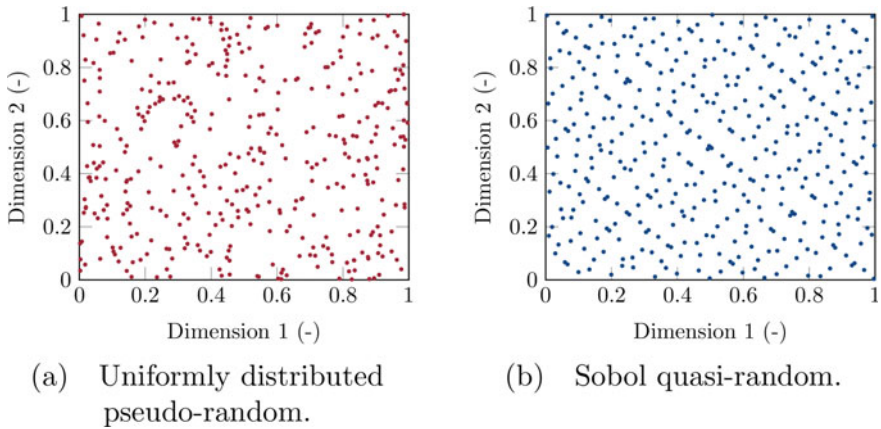 1
0.8
0.6
0.4
0.2
0
Dimension 2 (-)
0 0.2 0.4 0.6 0.8 1
Dimension 1 (-)
(a) Uniformly distributed
pseudo-random.
1
0.8
0.6
0.4
0.2
0
Dimension 2 (-)
0 0.2 0.4 0.6 0.8 1
Dimension 1 (-)
(b) Sobol quasi-random.